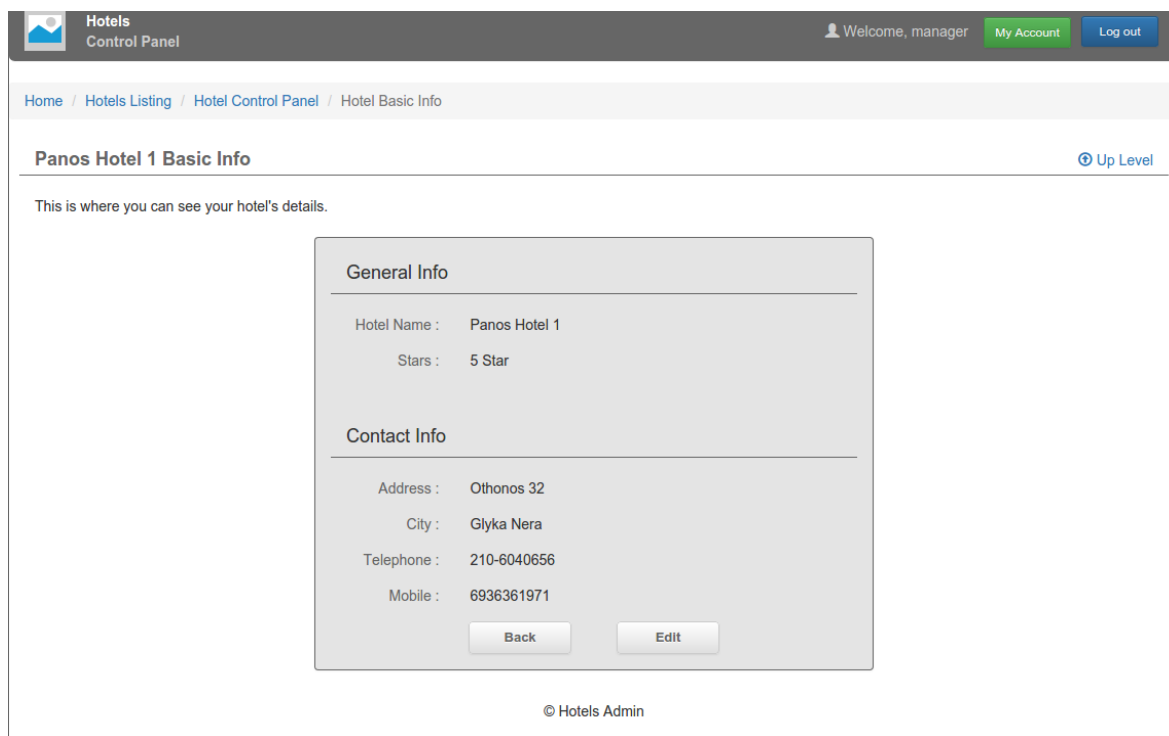 Hotels
Control Panel
Welcome, manager
My Account
Log out
Home / Hotels Listing / Hotel Control Panel / Hotel Basic Info
Panos Hotel 1 Basic Info
Up Level
This is where you can see your hotel's details.
General Info
Hotel Name : Panos Hotel 1
Stars : 5 Star
Contact Info
Address : Othonos 32
City : Glyka Nera
Telephone : 210-6040656
Mobile : 6936361971
Back Edit
© Hotels Admin